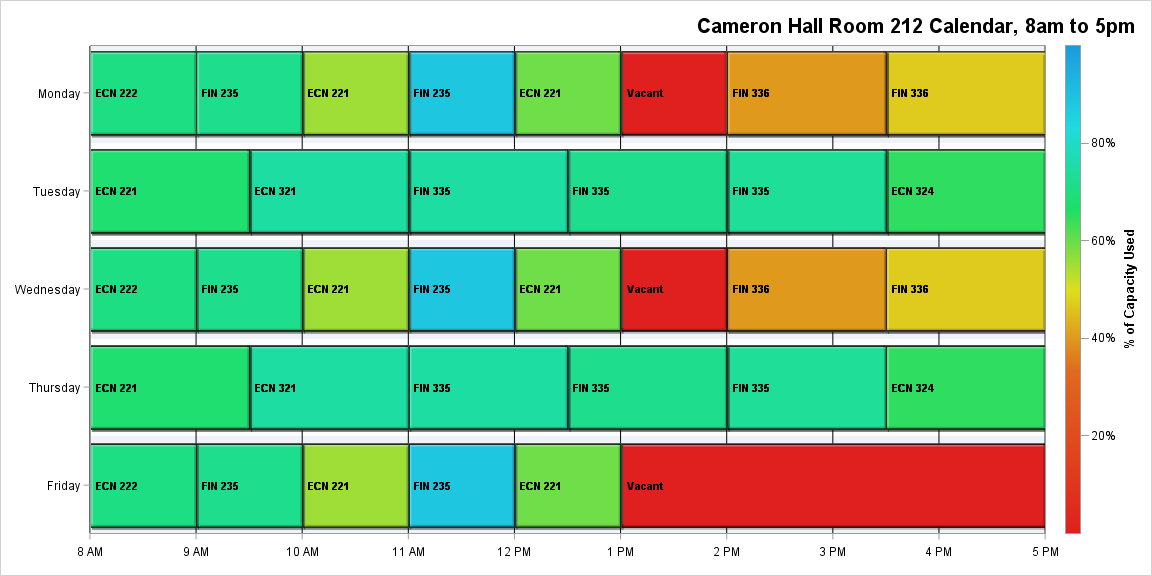 Cameron Hall Room 212 Calendar, 8am to 5pm
Monday ECN 222 FIN 235 ECN 221 FIN 235 ECN 221 Vacant FIN 336 FIN 336
80%
Tuesday ECN 221 ECN 321 FIN 335 FIN 335 FIN 335 ECN 324
60%
% of Capacity Used
Wednesday ECN 222 FIN 235 ECN 221 FIN 235 ECN 221 Vacant FIN 336 FIN 336
40%
Thursday ECN 221 ECN 321 FIN 335 FIN 335 FIN 335 ECN 324
20%
Friday ECN 222 FIN 235 ECN 221 FIN 235 ECN 221 Vacant
8 AM 9 AM 10 AM 11 AM 12 PM 1 PM 2 PM 3 PM 4 PM 5 PM